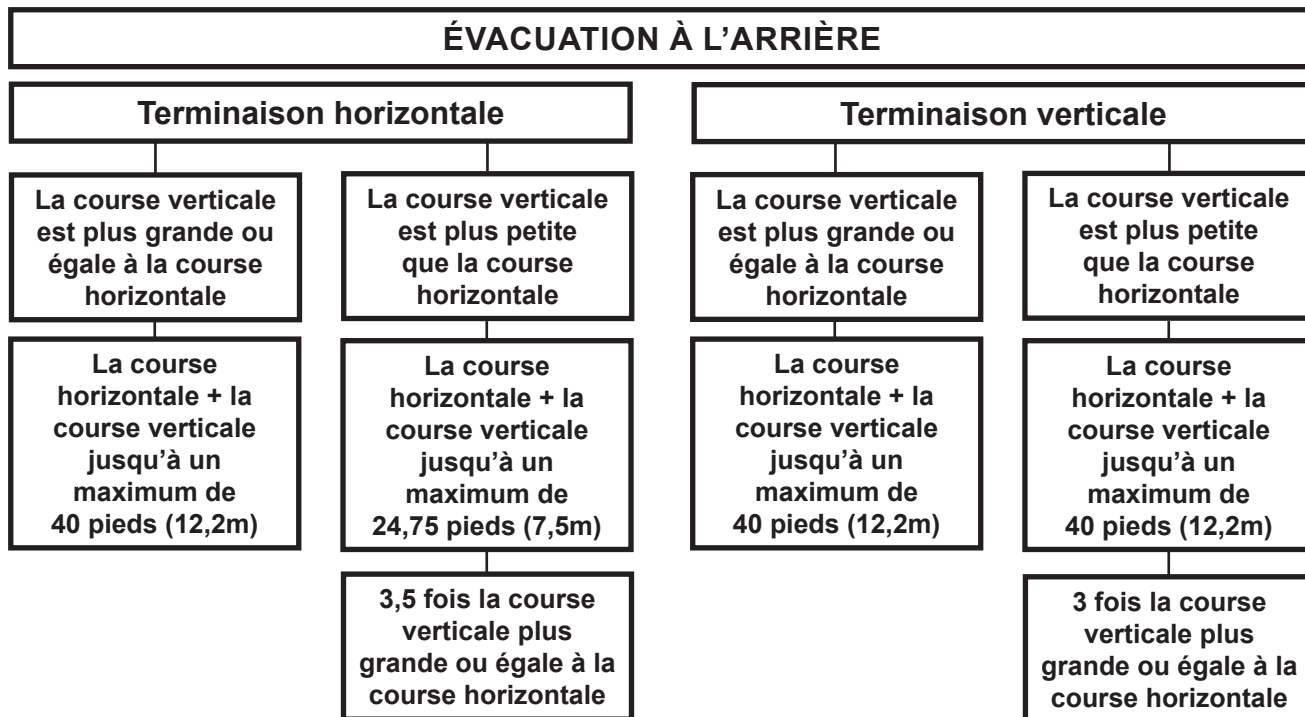 ÉVACUATION À L’ARRIÈRE
Terminaison horizontale
La course verticale
est plus grande ou
égale à la course
horizontale
La course
horizontale + la
course verticale
jusqu’à un
maximum de
40 pieds (12,2m)
La course verticale
est plus petite
que la course
horizontale
La course
horizontale + la
course verticale
jusqu’à un
maximum de
24,75 pieds (7,5m)
3,5 fois la course
verticale plus
grande ou égale à la
course horizontale
Terminaison verticale
La course verticale
est plus grande ou
égale à la course
horizontale
La course
horizontale + la
course verticale
jusqu’à un
maximum de
40 pieds (12,2m)
La course verticale
est plus petite
que la course
horizontale
La course
horizontale + la
course verticale
jusqu’à un
maximum de
40 pieds (12,2m)
3 fois la course
verticale plus
grande ou égale à la
course horizontale